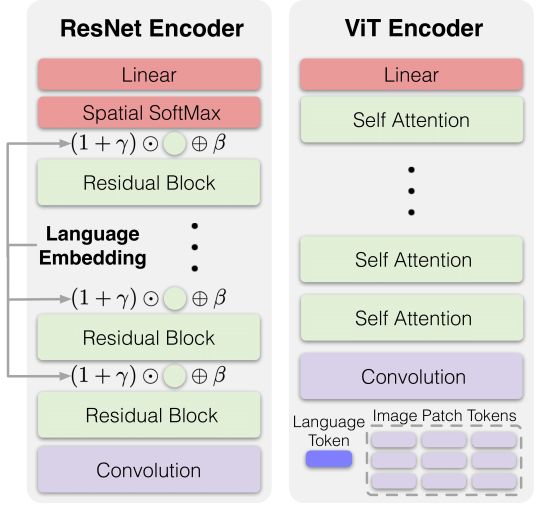 ResNet Encoder
Linear
Spatial SoftMax
(1 + γ) ⊙ ⊕ β
Residual Block
Language
Embedding
(1 + γ) ⊙ ⊕ β
Residual Block
(1 + γ) ⊙ ⊕ β
Residual Block
Convolution
ViT Encoder
Linear
Self Attention
Self Attention
Self Attention
Convolution
Language
Token
Image Patch Tokens